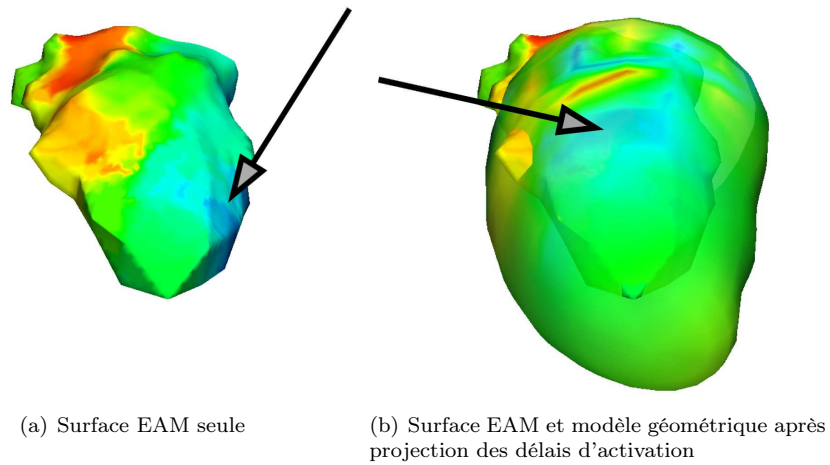 (a) Surface EAM seule
(b) Surface EAM et modèle géométrique après
projection des délais d'activation